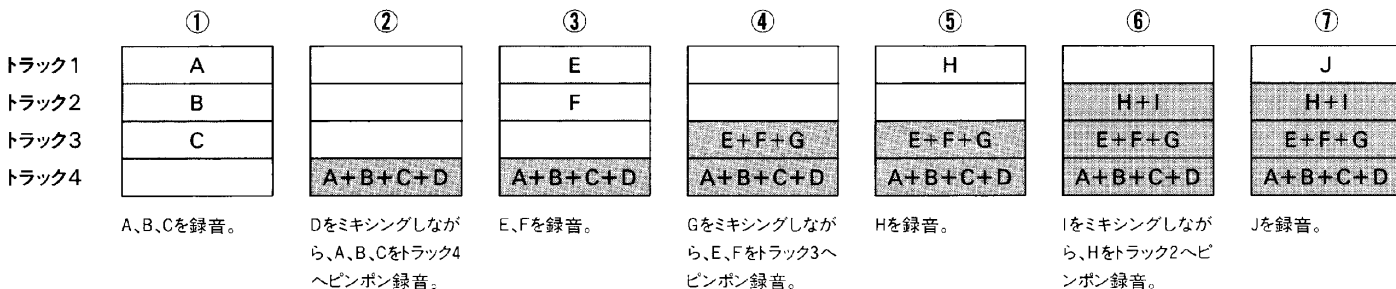 ① ② ③ ④ ⑤ ⑥ ⑦
トラック1 A E H J
トラック2 B F H+I H+I
トラック3 C E+F+G E+F+G E+F+G E+F+G
トラック4 A+B+C+D A+B+C+D A+B+C+D A+B+C+D A+B+C+D A+B+C+D
A、B、Cを録音。
Dをミキシングしなが
ら、A、B、Cをトラック4
へピンポン録音。
E、Fを録音。
Gをミキシングしなが
ら、E、Fをトラック3へ
ピンポン録音。
Hを録音。
Iをミキシングしなが
ら、Hをトラック2へピ
ンポン録音。
Jを録音。